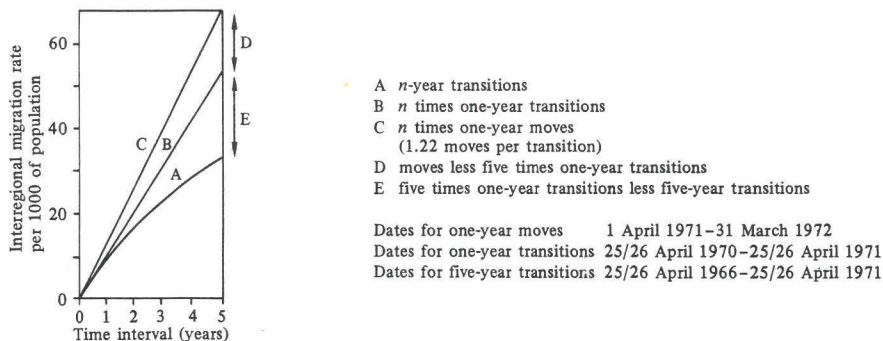 Interregional migration rate
per 1000 of population
60
40
20
0
C
B
A
D
E
0 1 2 3 4 5
Time interval (years)
A n-year transitions
B n times one-year transitions
C n times one-year moves
(1.22 moves per transition)
D moves less five times one-year transitions
E five times one-year transitions less five-year transitions
Dates for one-year moves 1 April 1971–31 March 1972
Dates for one-year transitions 25/26 April 1970–25/26 April 1971
Dates for five-year transitions 25/26 April 1966–25/26 April 1971